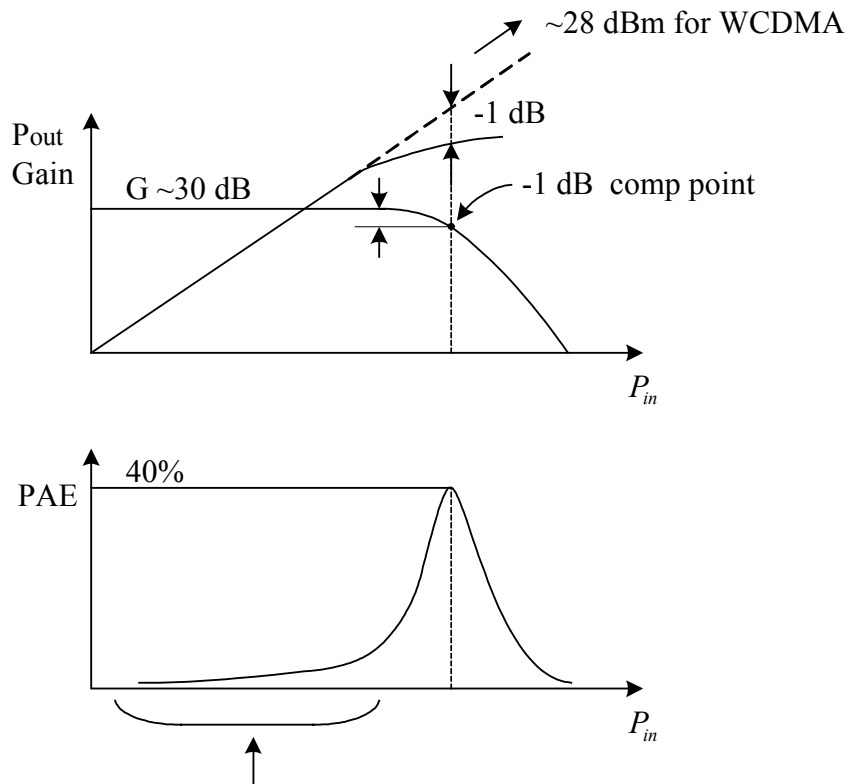 ~28 dBm for WCDMA
Pout
Gain
-1 dB
G ~30 dB
-1 dB comp point
Pin
40%
PAE
Pin